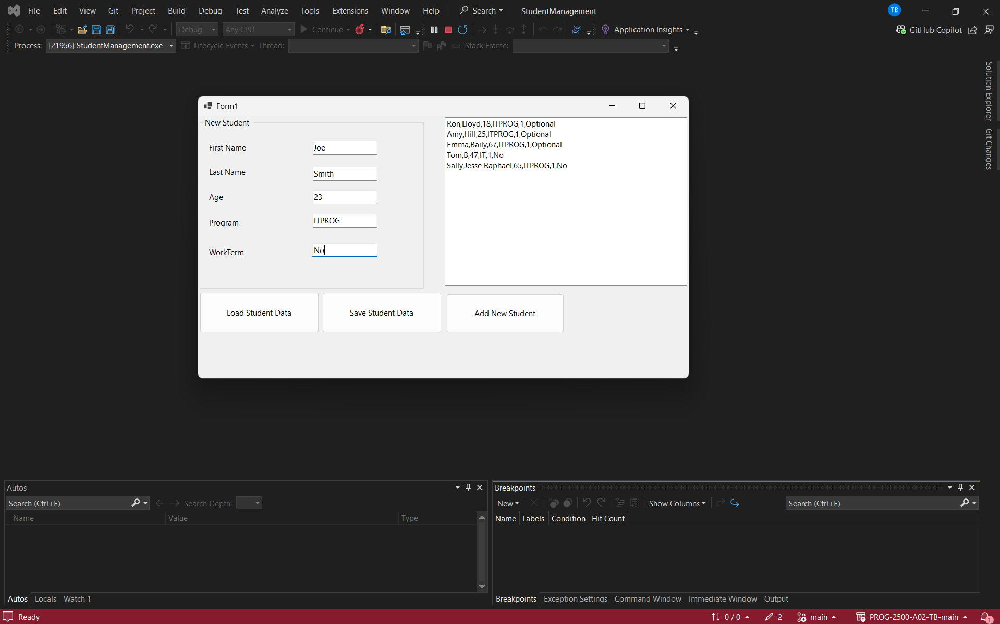 File Edit View Git Project Build Debug Test Analyze Tools Extensions Window Help Search StudentManagement TB
Debug Any CPU Continue Application Insights GitHub Copilot
Process: [21956] StudentManagement.exe Lifecycle Events Thread: Stack Frame:
Solution Explorer
Git Changes
Form1
New Student
First Name Joe
Last Name Smith
Age 23
Program ITPROG
WorkTerm No
Ron,Lloyd,18,ITPROG,1,Optional
Amy,Hill,25,ITPROG,1,Optional
Emma,Baily,67,ITPROG,1,Optional
Tom,B,47,IT,1,No
Sally,Jesse Raphael,65,ITPROG,1,No
Load Student Data Save Student Data Add New Student
Autos
Search (Ctrl+E) Search Depth:
Name Value Type
Autos Locals Watch 1
Breakpoints
New Show Columns Search (Ctrl+E)
Name Labels Condition Hit Count
Breakpoints Exception Settings Command Window Immediate Window Output
Ready 0 / 0 2 main PROG-2500-A02-TB-main 1